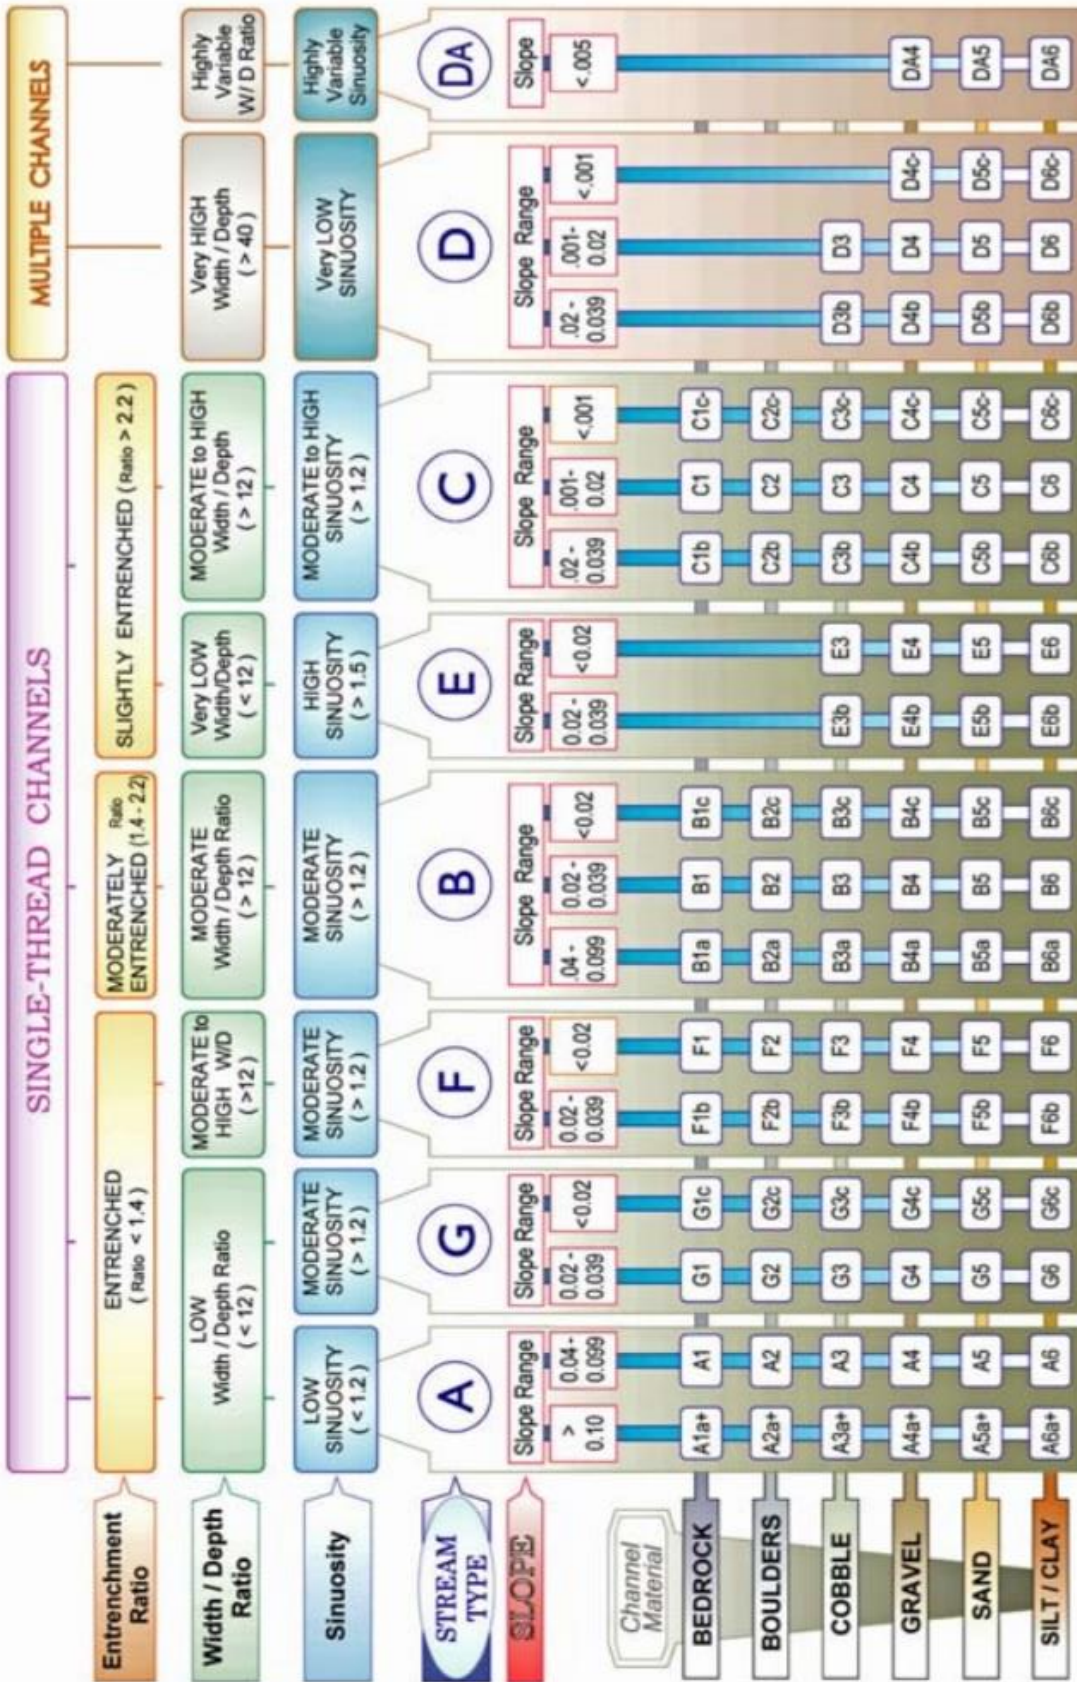 SINGLE-THREAD CHANNELS
MULTIPLE CHANNELS
Entrenchment
Ratio
ENTRENCHED
( Ratio < 1.4 )
MODERATELY Ratio
ENTRENCHED (1.4 - 2.2)
SLIGHTLY ENTRENCHED ( Ratio > 2.2 )
Width / Depth
Ratio
LOW
Width / Depth Ratio
( < 12 )
MODERATE to
HIGH W/D
( >12 )
MODERATE
Width / Depth Ratio
( > 12 )
Very LOW
Width/Depth
( < 12 )
MODERATE to HIGH
Width / Depth
( > 12 )
Very HIGH
Width / Depth
( > 40 )
Highly
Variable
W / D Ratio
Sinuosity
LOW
SINUOSITY
( < 1.2 )
MODERATE
SINUOSITY
( > 1.2 )
MODERATE
SINUOSITY
( > 1.2 )
MODERATE
SINUOSITY
( > 1.2 )
HIGH
SINUOSITY
( > 1.5 )
MODERATE to HIGH
SINUOSITY
( > 1.2 )
Very LOW
SINUOSITY
Highly
Variable
Sinuosity
STREAM
TYPE
A G F B E C D DA
SLOPE
Slope Range Slope Range Slope Range Slope Range Slope Range Slope Range Slope Range Slope
>
0.10
0.04 -
0.099
0.02 -
0.039
<0.02
0.02 -
0.039
<0.02
.04 -
0.099
0.02 -
0.039
<0.02
0.02 -
0.039
<0.02
.02 -
0.039
.001-
0.02
<.001
.02 -
0.039
.001-
0.02
<.001
<.005
Channel
Material
BEDROCK A1a+ A1 G1 G1c F1b F1 B1a B1 B1c C1b C1 C1c-
BOULDERS A2a+ A2 G2 G2c F2b F2 B2a B2 B2c C2b C2 C2c-
COBBLE A3a+ A3 G3 G3c F3b F3 B3a B3 B3c E3b E3 C3b C3 C3c- D3b D3
GRAVEL A4a+ A4 G4 G4c F4b F4 B4a B4 B4c E4b E4 C4b C4 C4c- D4b D4 D4c- DA4
SAND A5a+ A5 G5 G5c F5b F5 B5a B5 B5c E5b E5 C5b C5 C5c- D5b D5 D5c- DA5
SILT / CLAY A6a+ A6 G6 G6c F6b F6 B6a B6 B6c E6b E6 C6b C6 C6c- D6b D6 D6c- DA6